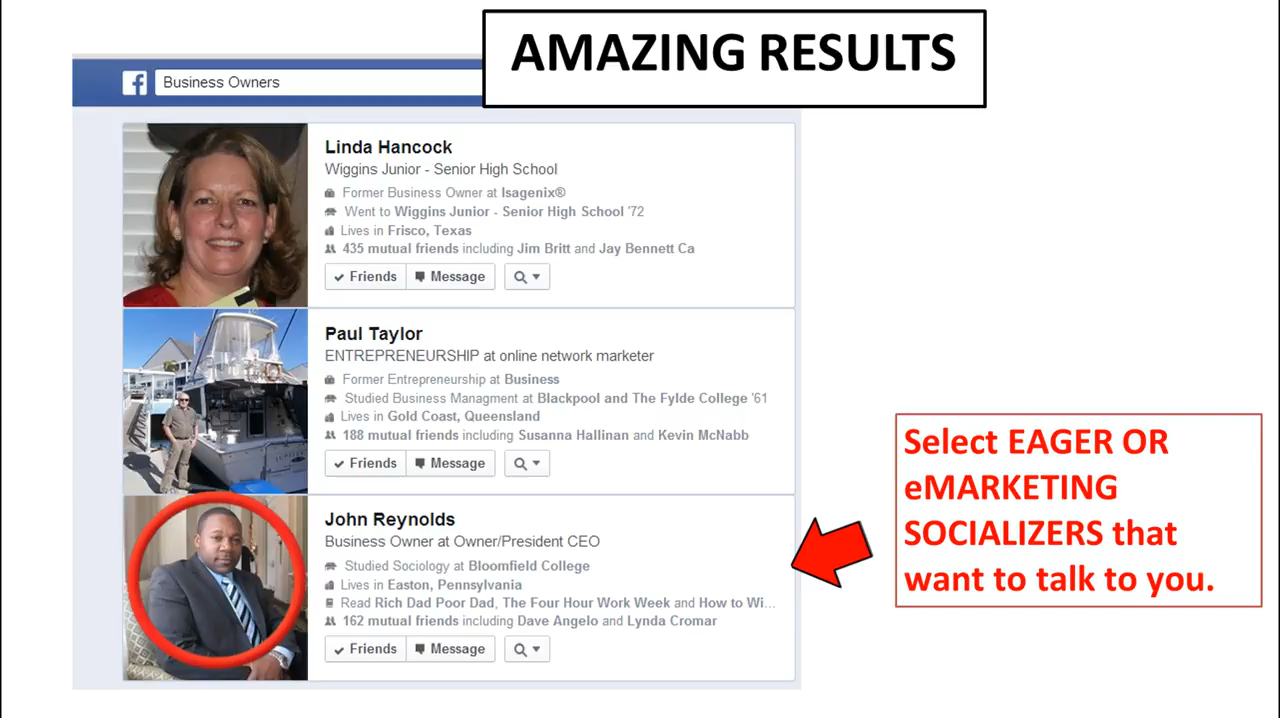 AMAZING RESULTS
Business Owners
Linda Hancock
Wiggins Junior - Senior High School
Former Business Owner at Isagenix®
Went to Wiggins Junior - Senior High School '72
Lives in Frisco, Texas
435 mutual friends including Jim Britt and Jay Bennett Ca
Friends Message
Paul Taylor
ENTREPRENEURSHIP at online network marketer
Former Entrepreneurship at Business
Studied Business Managment at Blackpool and The Fylde College '61
Lives in Gold Coast, Queensland
188 mutual friends including Susanna Hallinan and Kevin McNabb
Friends Message
John Reynolds
Business Owner at Owner/President CEO
Studied Sociology at Bloomfield College
Lives in Easton, Pennsylvania
Read Rich Dad Poor Dad, The Four Hour Work Week and How to Wi...
162 mutual friends including Dave Angelo and Lynda Cromar
Friends Message
Select EAGER OR
eMARKETING
SOCIALIZERS that
want to talk to you.